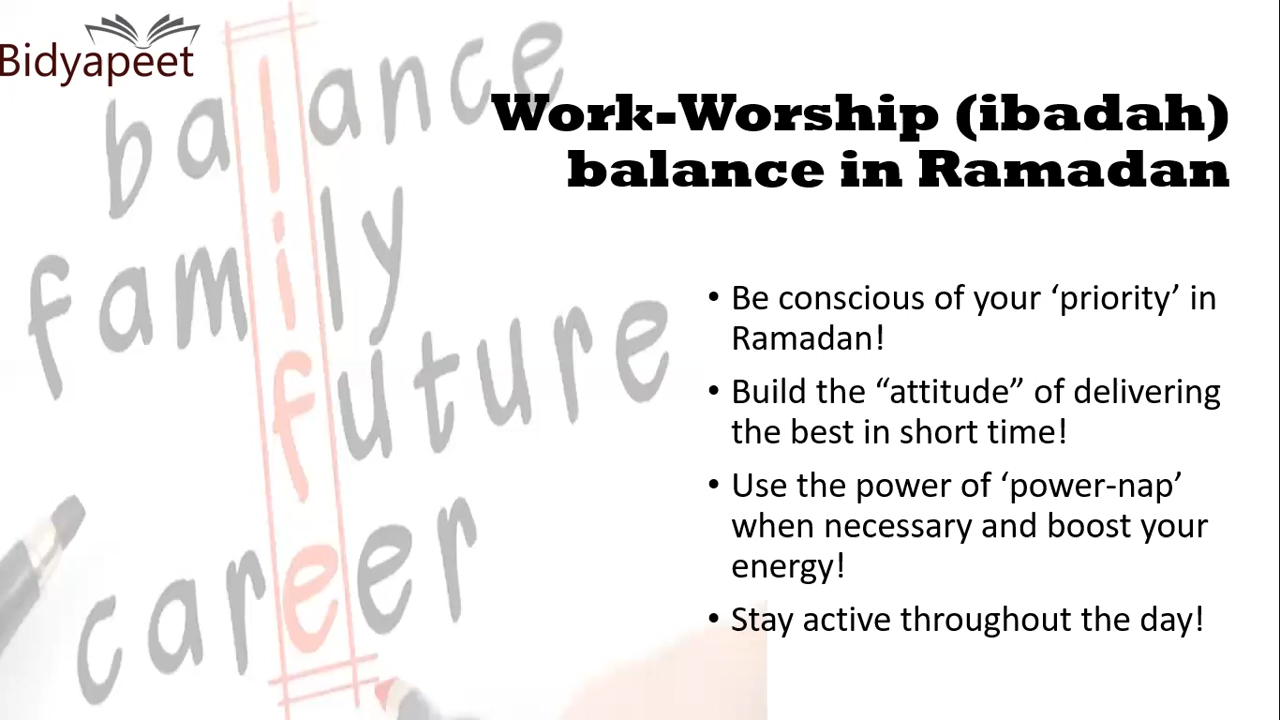 Bidyapeet
balance
family
future
career
Work-Worship (ibadah)
balance in Ramadan
• Be conscious of your ‘priority’ in
Ramadan!
• Build the “attitude” of delivering
the best in short time!
• Use the power of ‘power-nap’
when necessary and boost your
energy!
• Stay active throughout the day!